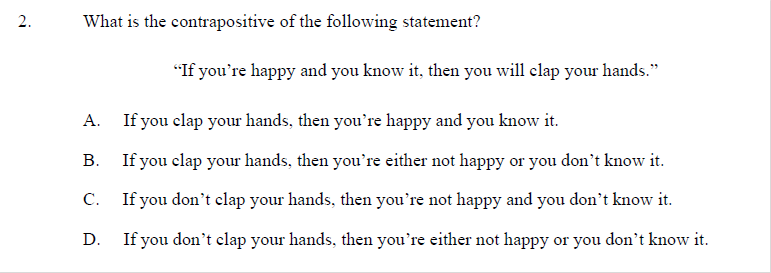 2. What is the contrapositive of the following statement?
“If you’re happy and you know it, then you will clap your hands.”
A. If you clap your hands, then you’re happy and you know it.
B. If you clap your hands, then you’re either not happy or you don’t know it.
C. If you don’t clap your hands, then you’re not happy and you don’t know it.
D. If you don’t clap your hands, then you’re either not happy or you don’t know it.